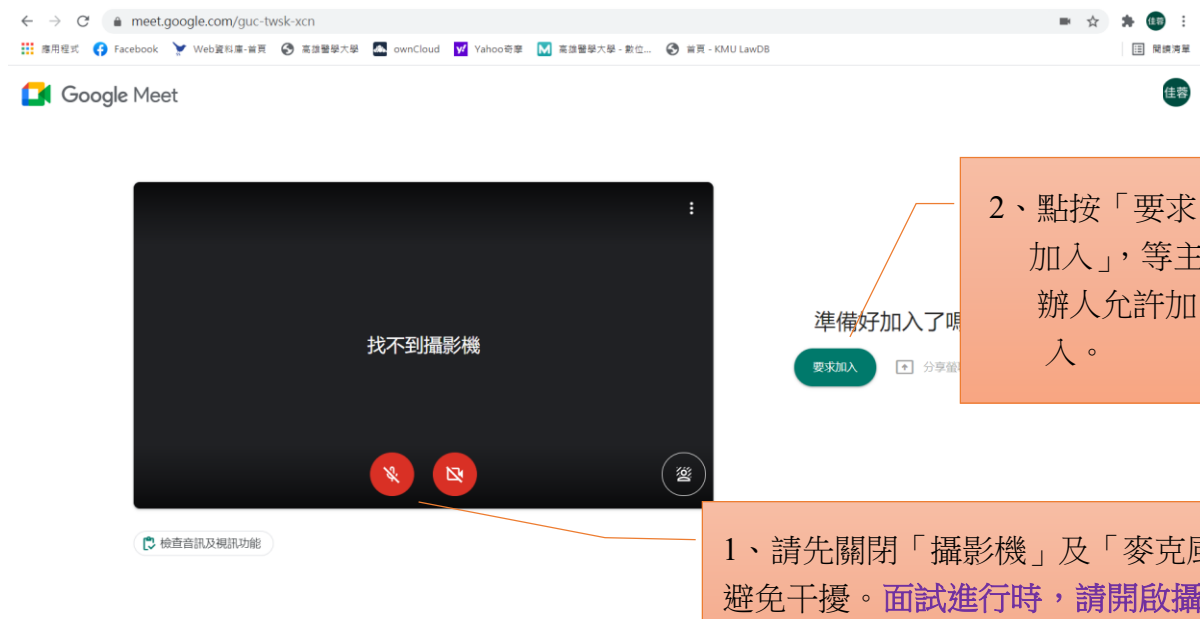 meet.google.com/guc-twsk-xcn
佳蓉
應用程式 Facebook Web資料庫-首頁 高雄醫學大學 ownCloud Yahoo奇摩 高雄醫學大學 - 數位... 首頁 - KMU LawDB
閱讀清單
Google Meet
佳蓉
2、點按「要求
加入」，等主
辦人允許加
入。
找不到攝影機
準備好加入了嗎
要求加入 分享螢
檢查音訊及視訊功能
1、請先關閉「攝影機」及「麥克風
避免干擾。面試進行時，請開啟攝